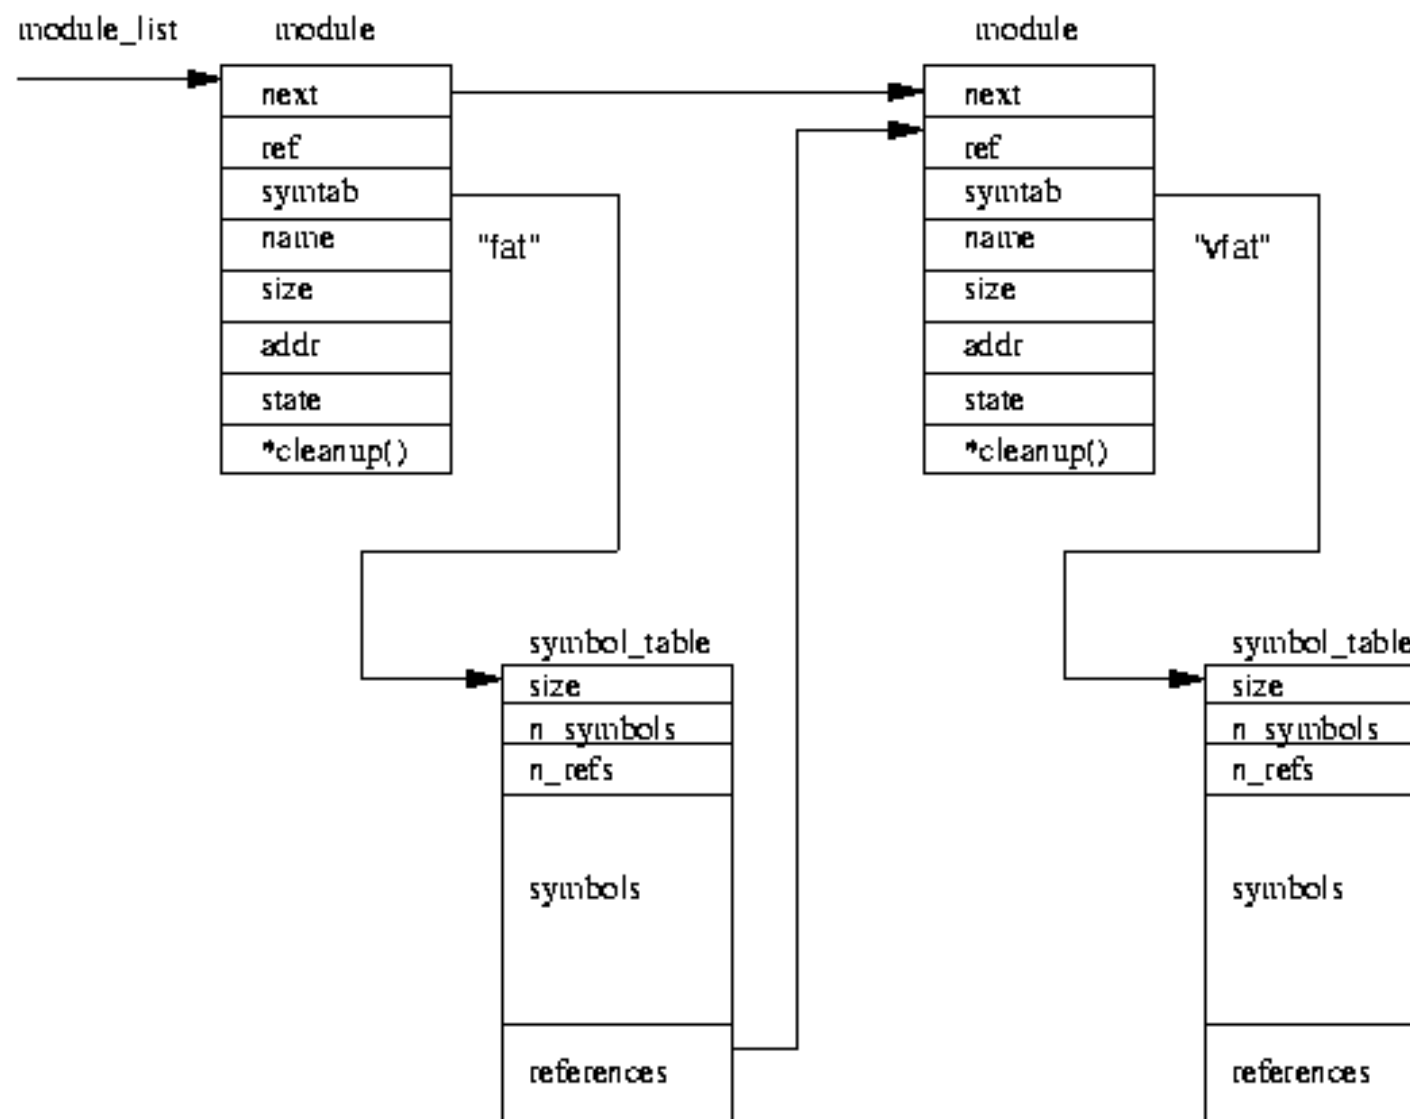 module_list
module
next
ref
symtab
name
"fat"
size
addr
state
*cleanup()
module
next
ref
symtab
name
"vfat"
size
addr
state
*cleanup()
symbol_table
size
n_symbols
n_refs
symbols
references
symbol_table
size
n_symbols
n_refs
symbols
references